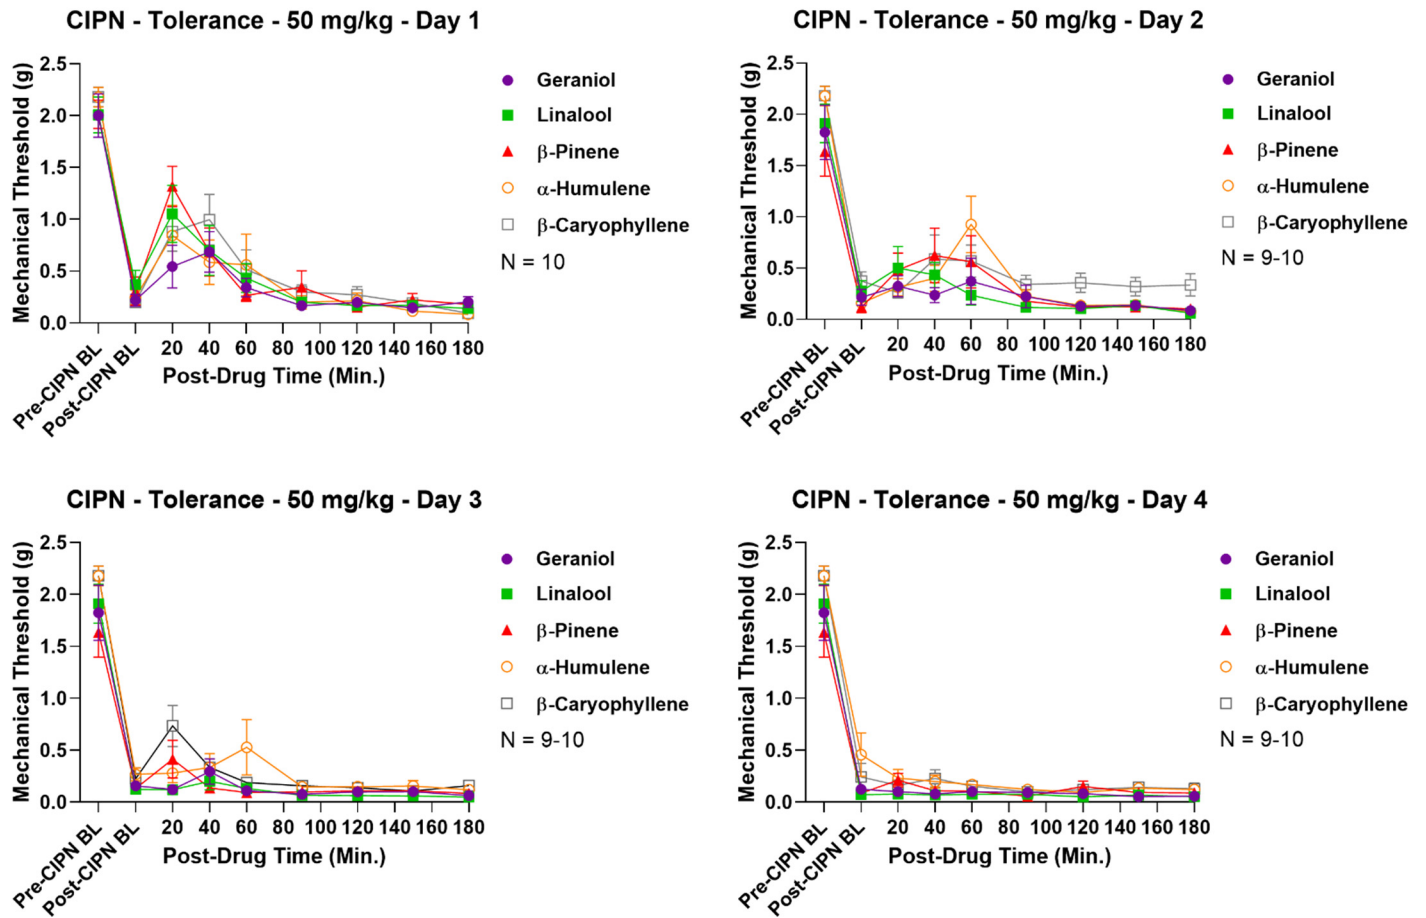 CIPN - Tolerance - 50 mg/kg - Day 1
Mechanical Threshold (g)
2.5
2.0
1.5
1.0
0.5
0.0
Pre-CIPN BL
Post-CIPN BL
20 40 60 80 100 120 140 160 180
Post-Drug Time (Min.)
Geraniol
Linalool
β-Pinene
α-Humulene
β-Caryophyllene
N = 10
CIPN - Tolerance - 50 mg/kg - Day 2
Mechanical Threshold (g)
2.5
2.0
1.5
1.0
0.5
0.0
Pre-CIPN BL
Post-CIPN BL
20 40 60 80 100 120 140 160 180
Post-Drug Time (Min.)
Geraniol
Linalool
β-Pinene
α-Humulene
β-Caryophyllene
N = 9-10
CIPN - Tolerance - 50 mg/kg - Day 3
Mechanical Threshold (g)
2.5
2.0
1.5
1.0
0.5
0.0
Pre-CIPN BL
Post-CIPN BL
20 40 60 80 100 120 140 160 180
Post-Drug Time (Min.)
Geraniol
Linalool
β-Pinene
α-Humulene
β-Caryophyllene
N = 9-10
CIPN - Tolerance - 50 mg/kg - Day 4
Mechanical Threshold (g)
2.5
2.0
1.5
1.0
0.5
0.0
Pre-CIPN BL
Post-CIPN BL
20 40 60 80 100 120 140 160 180
Post-Drug Time (Min.)
Geraniol
Linalool
β-Pinene
α-Humulene
β-Caryophyllene
N = 9-10